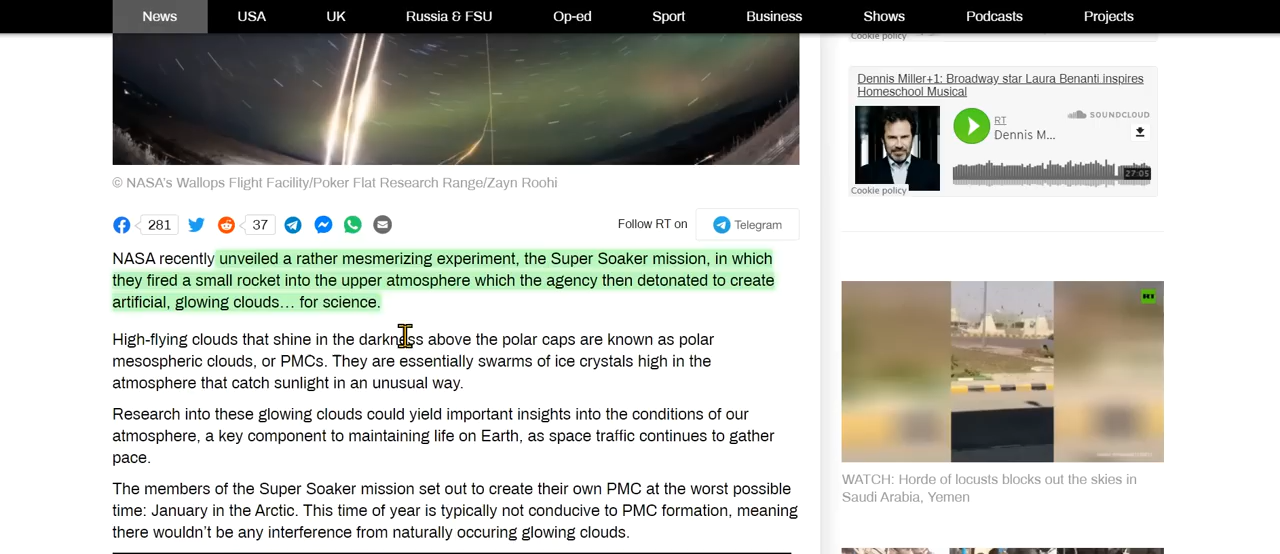 News USA UK Russia & FSU Op-ed Sport Business Shows Podcasts Projects
© NASA's Wallops Flight Facility/Poker Flat Research Range/Zayn Roohi
281 37 Follow RT on Telegram
NASA recently unveiled a rather mesmerizing experiment, the Super Soaker mission, in which
they fired a small rocket into the upper atmosphere which the agency then detonated to create
artificial, glowing clouds… for science.
High-flying clouds that shine in the darkness above the polar caps are known as polar
mesospheric clouds, or PMCs. They are essentially swarms of ice crystals high in the
atmosphere that catch sunlight in an unusual way.
Research into these glowing clouds could yield important insights into the conditions of our
atmosphere, a key component to maintaining life on Earth, as space traffic continues to gather
pace.
The members of the Super Soaker mission set out to create their own PMC at the worst possible
time: January in the Arctic. This time of year is typically not conducive to PMC formation, meaning
there wouldn't be any interference from naturally occuring glowing clouds.
Cookie policy
Dennis Miller+1: Broadway star Laura Benanti inspires
Homeschool Musical
SOUNDCLOUD
RT
Dennis M...
27:05
Cookie policy
RT
WATCH: Horde of locusts blocks out the skies in
Saudi Arabia, Yemen